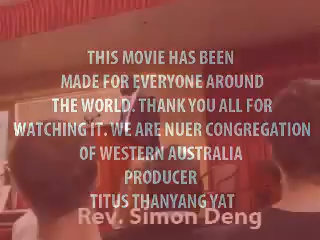 THIS MOVIE HAS BEEN
MADE FOR EVERYONE AROUND
THE WORLD. THANK YOU ALL FOR
WATCHING IT. WE ARE NUER CONGREGATION
OF WESTERN AUSTRALIA
PRODUCER
TITUS THANYANG YAT
Rev. Simon Deng